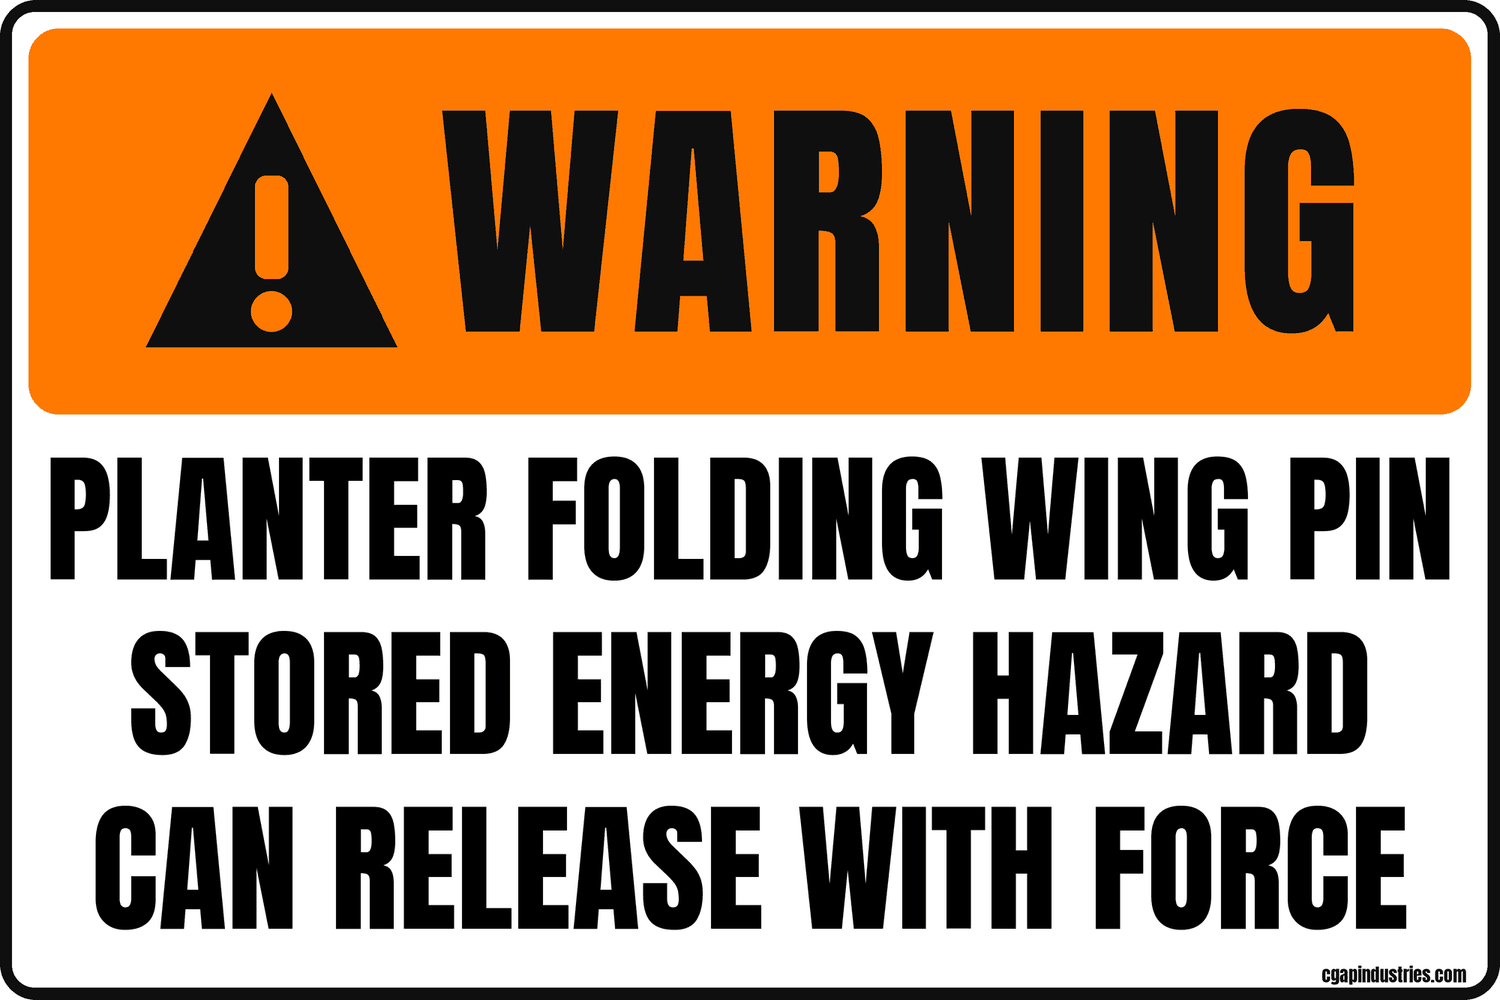 WARNING
PLANTER FOLDING WING PIN
STORED ENERGY HAZARD
CAN RELEASE WITH FORCE
cgapindustries.com